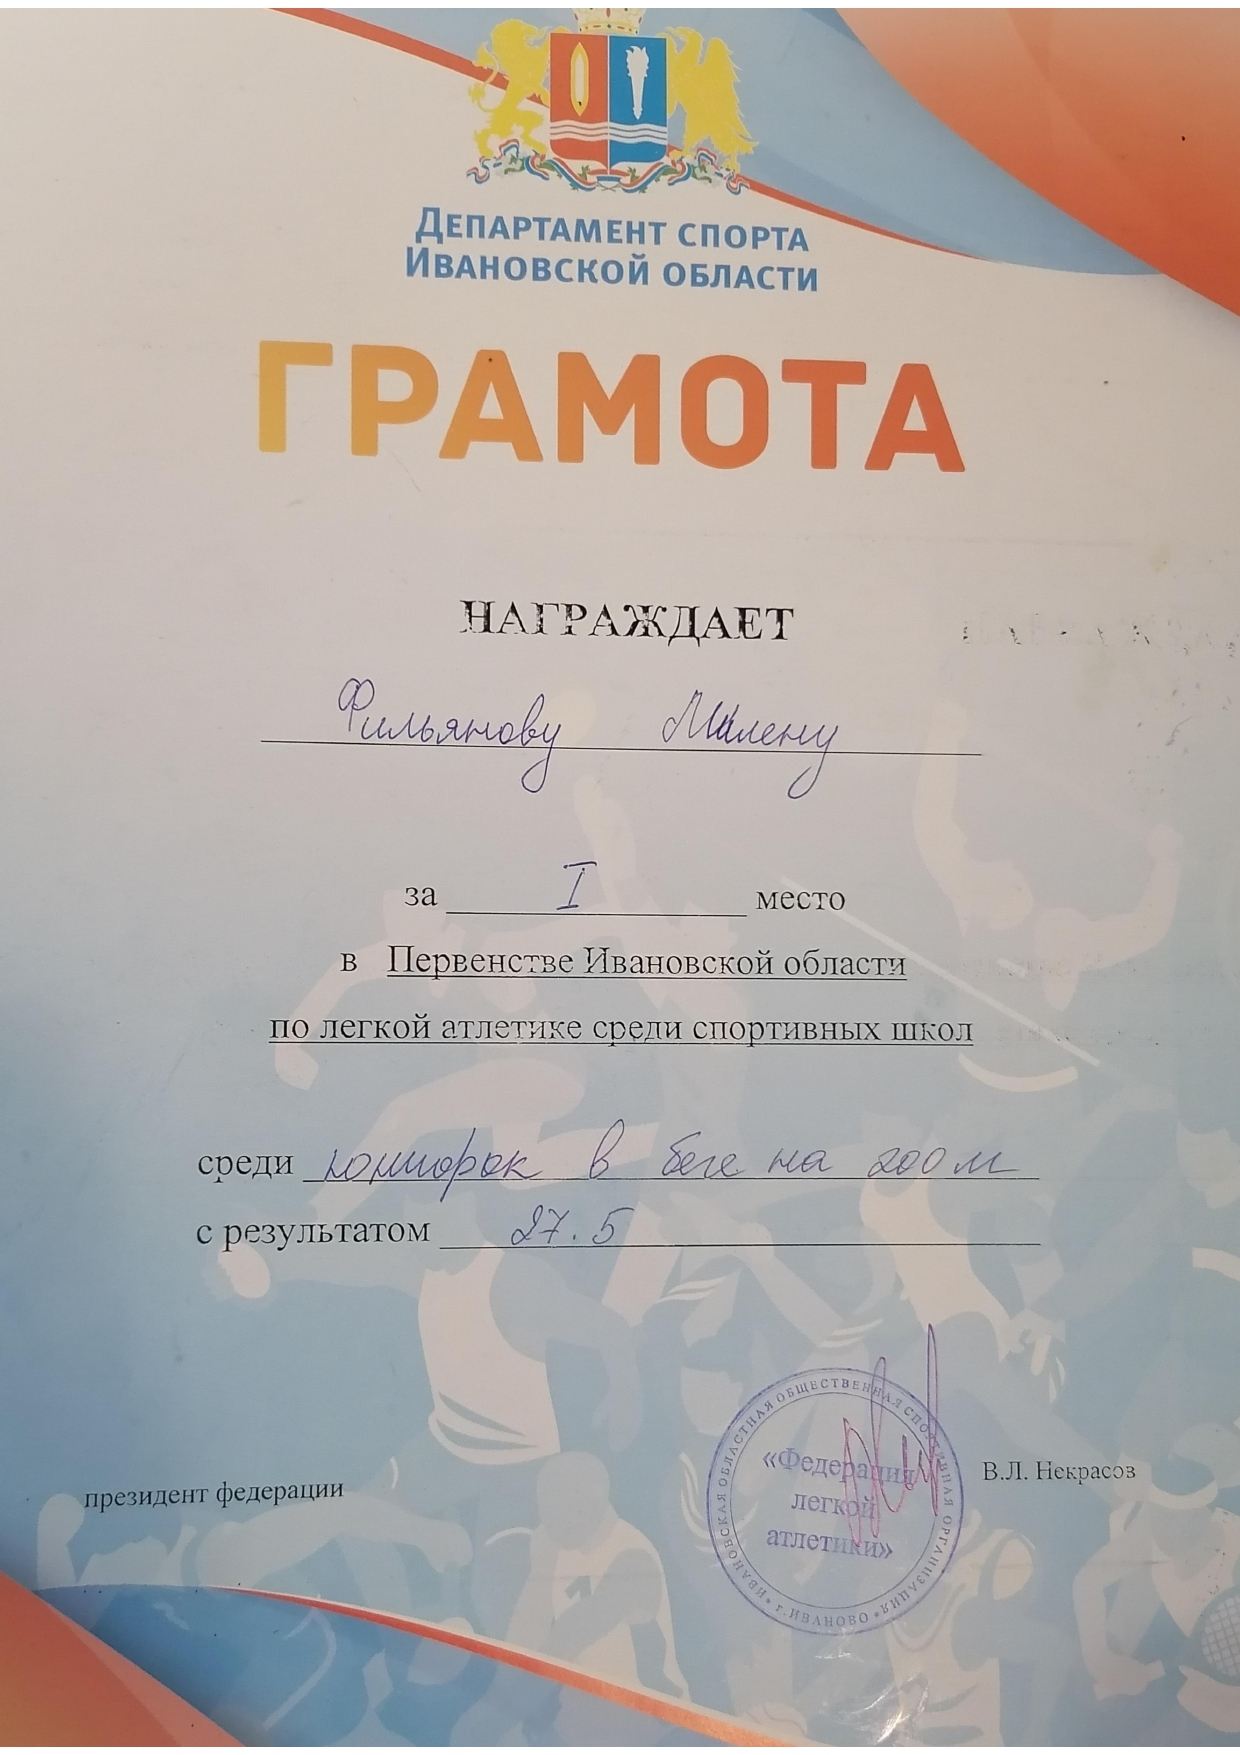 ДЕПАРТАМЕНТ СПОРТА
ИВАНОВСКОЙ ОБЛАСТИ
ГРАМОТА
НАГРАЖДАЕТ
Фильянову Милену
за I место
в Первенстве Ивановской области
по легкой атлетике среди спортивных школ
среди в беге на 200 м
с результатом 27.5
президент федерации
ИВАНОВСКАЯ ОБЛАСТНАЯ ОБЩЕСТВЕННАЯ СПОРТИВНАЯ ОРГАНИЗАЦИЯ
«Федерация
легкой
атлетики»
г. ИВАНОВО
В.Л. Некрасов